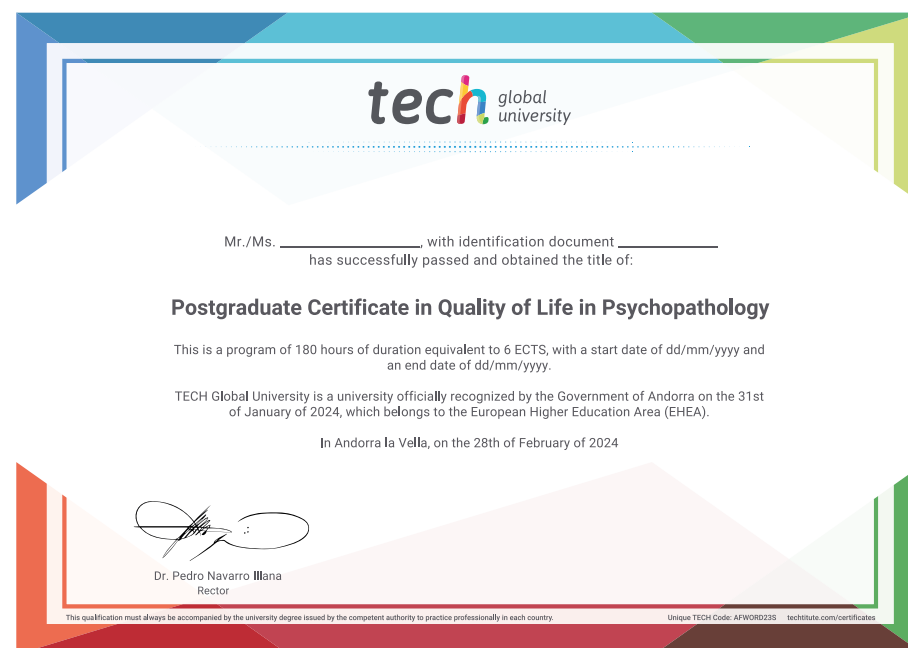 tech global university
Mr./Ms. ____________________, with identification document ______________
has successfully passed and obtained the title of:
Postgraduate Certificate in Quality of Life in Psychopathology
This is a program of 180 hours of duration equivalent to 6 ECTS, with a start date of dd/mm/yyyy and
an end date of dd/mm/yyyy.
TECH Global University is a university officially recognized by the Government of Andorra on the 31st
of January of 2024, which belongs to the European Higher Education Area (EHEA).
In Andorra la Vella, on the 28th of February of 2024
Dr. Pedro Navarro Illana
Rector
This qualification must always be accompanied by the university degree issued by the competent authority to practice professionally in each country.
Unique TECH Code: AFWORD23S techtitute.com/certificates